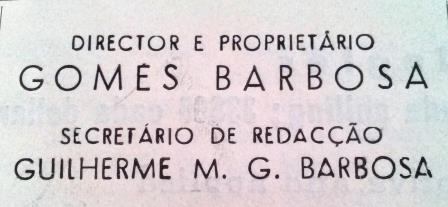 DIRECTOR E PROPRIETÁRIO
GOMES BARBOSA
SECRETÁRIO DE REDACÇÃO
GUILHERME M. G. BARBOSA